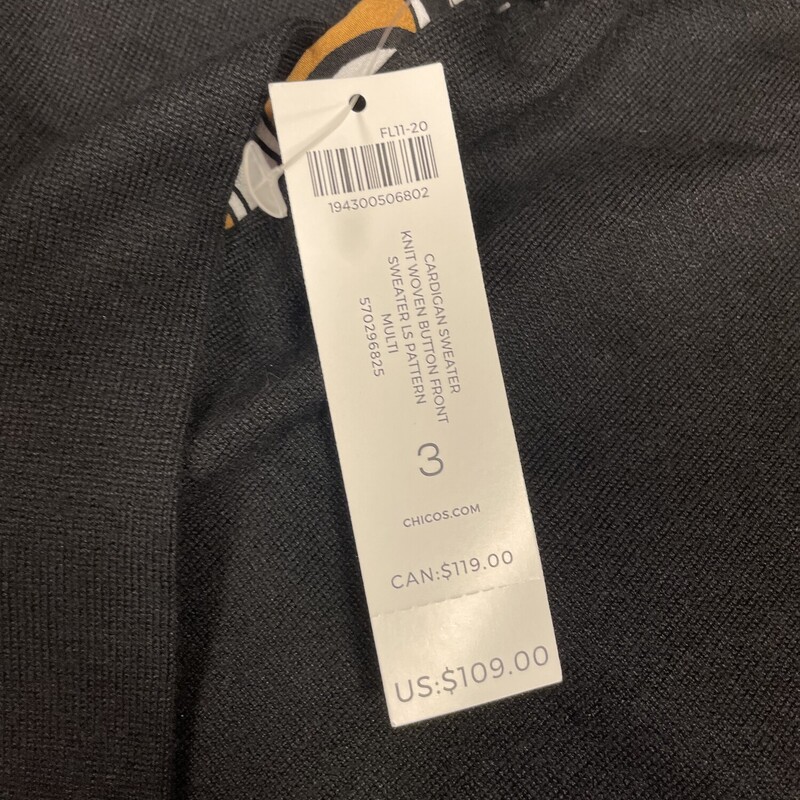 FL11-20
194300506802
CARDIGAN SWEATER
KNIT WOVEN BUTTON FRONT
SWEATER LS PATTERN
MULTI
570296825
3
CHICOS.COM
CAN:$119.00
US:$109.00